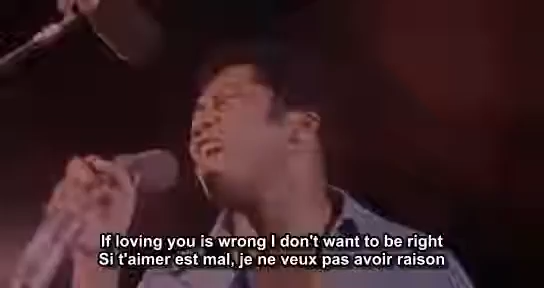 If loving you is wrong I don't want to be right
Si t'aimer est mal, je ne veux pas avoir raison